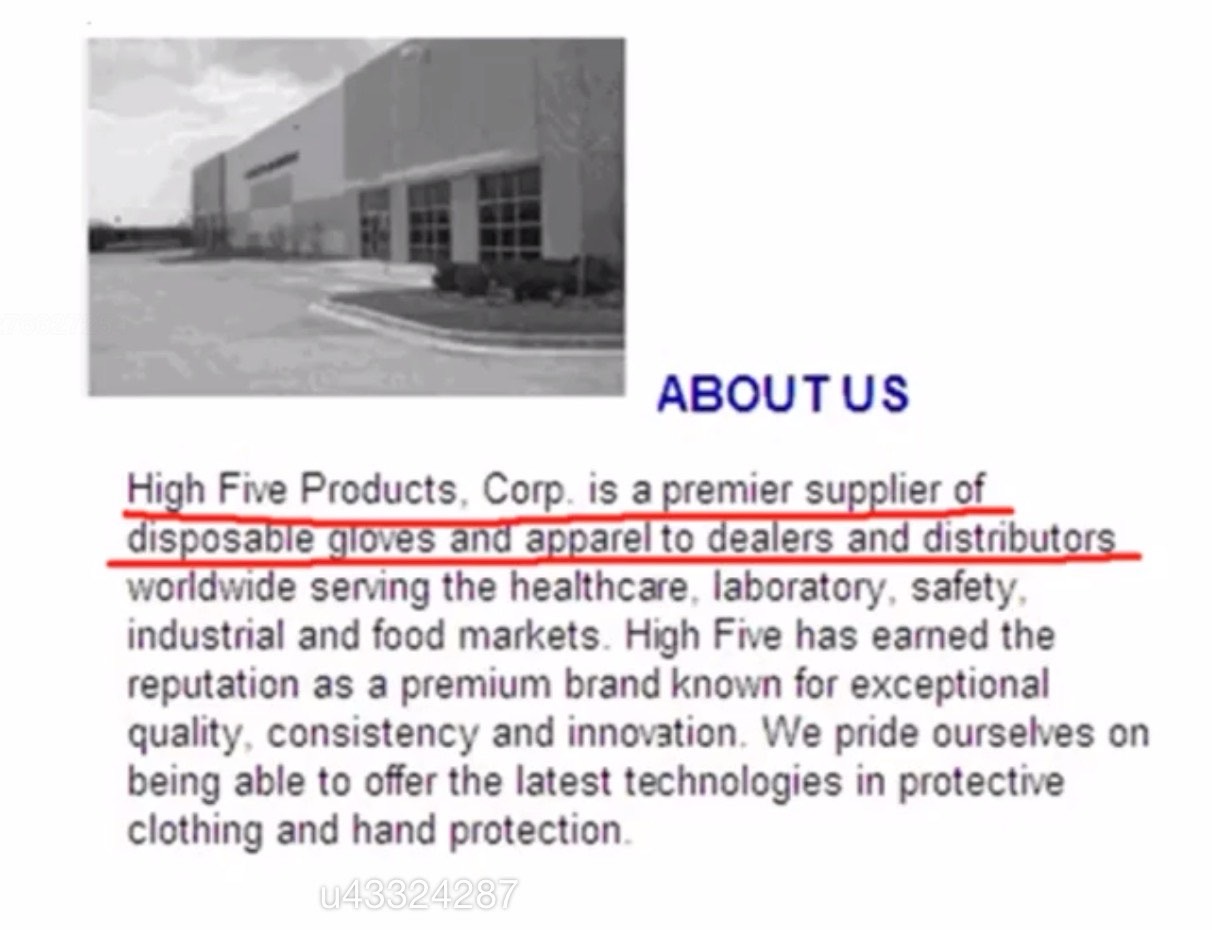 ABOUT US
High Five Products, Corp. is a premier supplier of
disposable gloves and apparel to dealers and distributors
worldwide serving the healthcare, laboratory, safety,
industrial and food markets. High Five has earned the
reputation as a premium brand known for exceptional
quality, consistency and innovation. We pride ourselves on
being able to offer the latest technologies in protective
clothing and hand protection.
u43324287